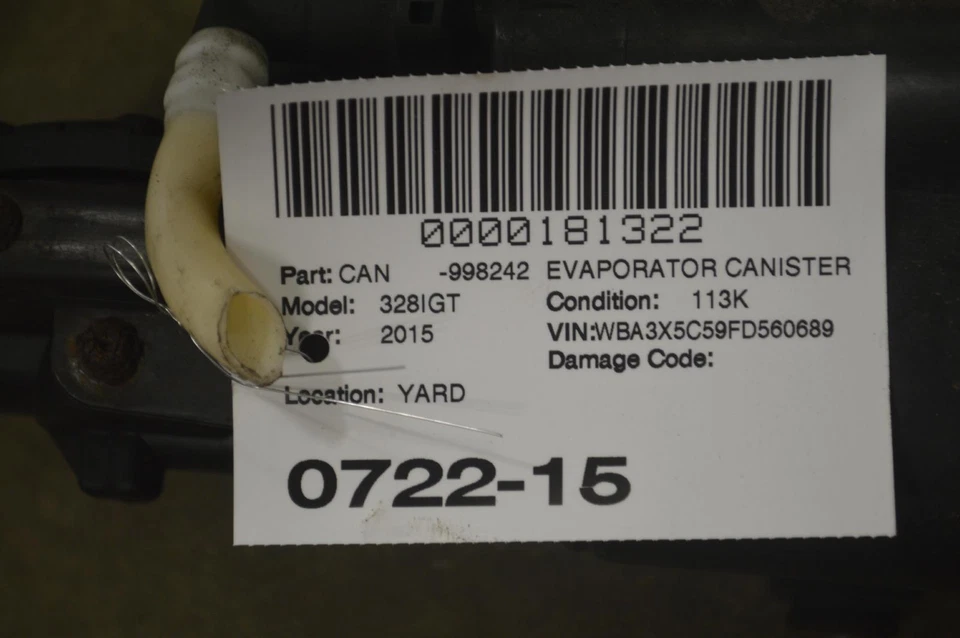 0000181322
Part: CAN -998242 EVAPORATOR CANISTER
Model: 328IGT Condition: 113K
Year: 2015 VIN:WBA3X5C59FD560689
Damage Code:
Location: YARD
0722-15